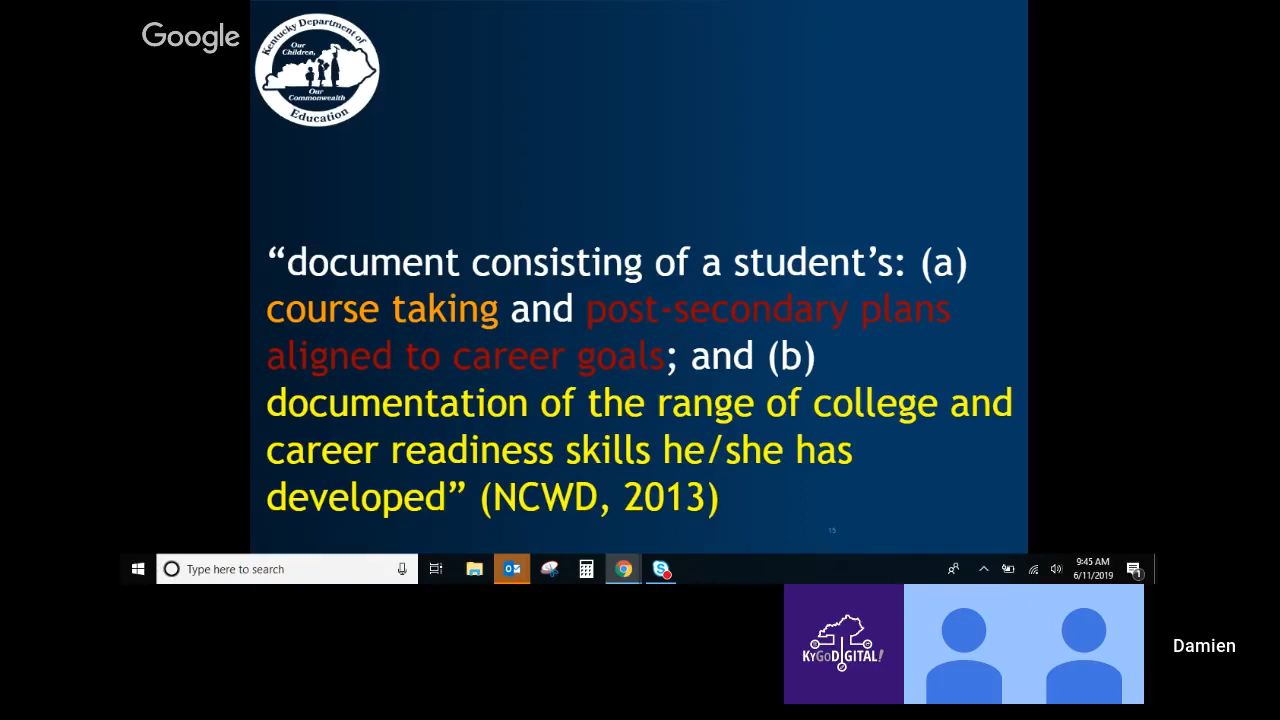 Google
Kentucky Department of
Our
Children,
Our
Commonwealth
Education
“document consisting of a student’s: (a)
course taking and post-secondary plans
aligned to career goals; and (b)
documentation of the range of college and
career readiness skills he/she has
developed” (NCWD, 2013)
15
Type here to search
9:45 AM
6/11/2019
1
KYGODIGITAL!
Damien